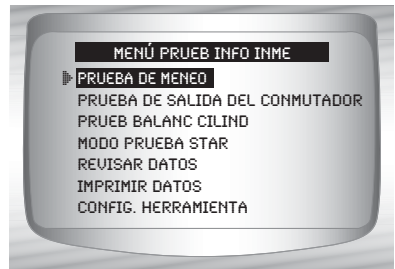 MENÚ PRUEB INFO INME
PRUEBA DE MENEO
PRUEBA DE SALIDA DEL CONMUTADOR
PRUEB BALANC CILIND
MODO PRUEBA STAR
REVISAR DATOS
IMPRIMIR DATOS
CONFIG. HERRAMIENTA